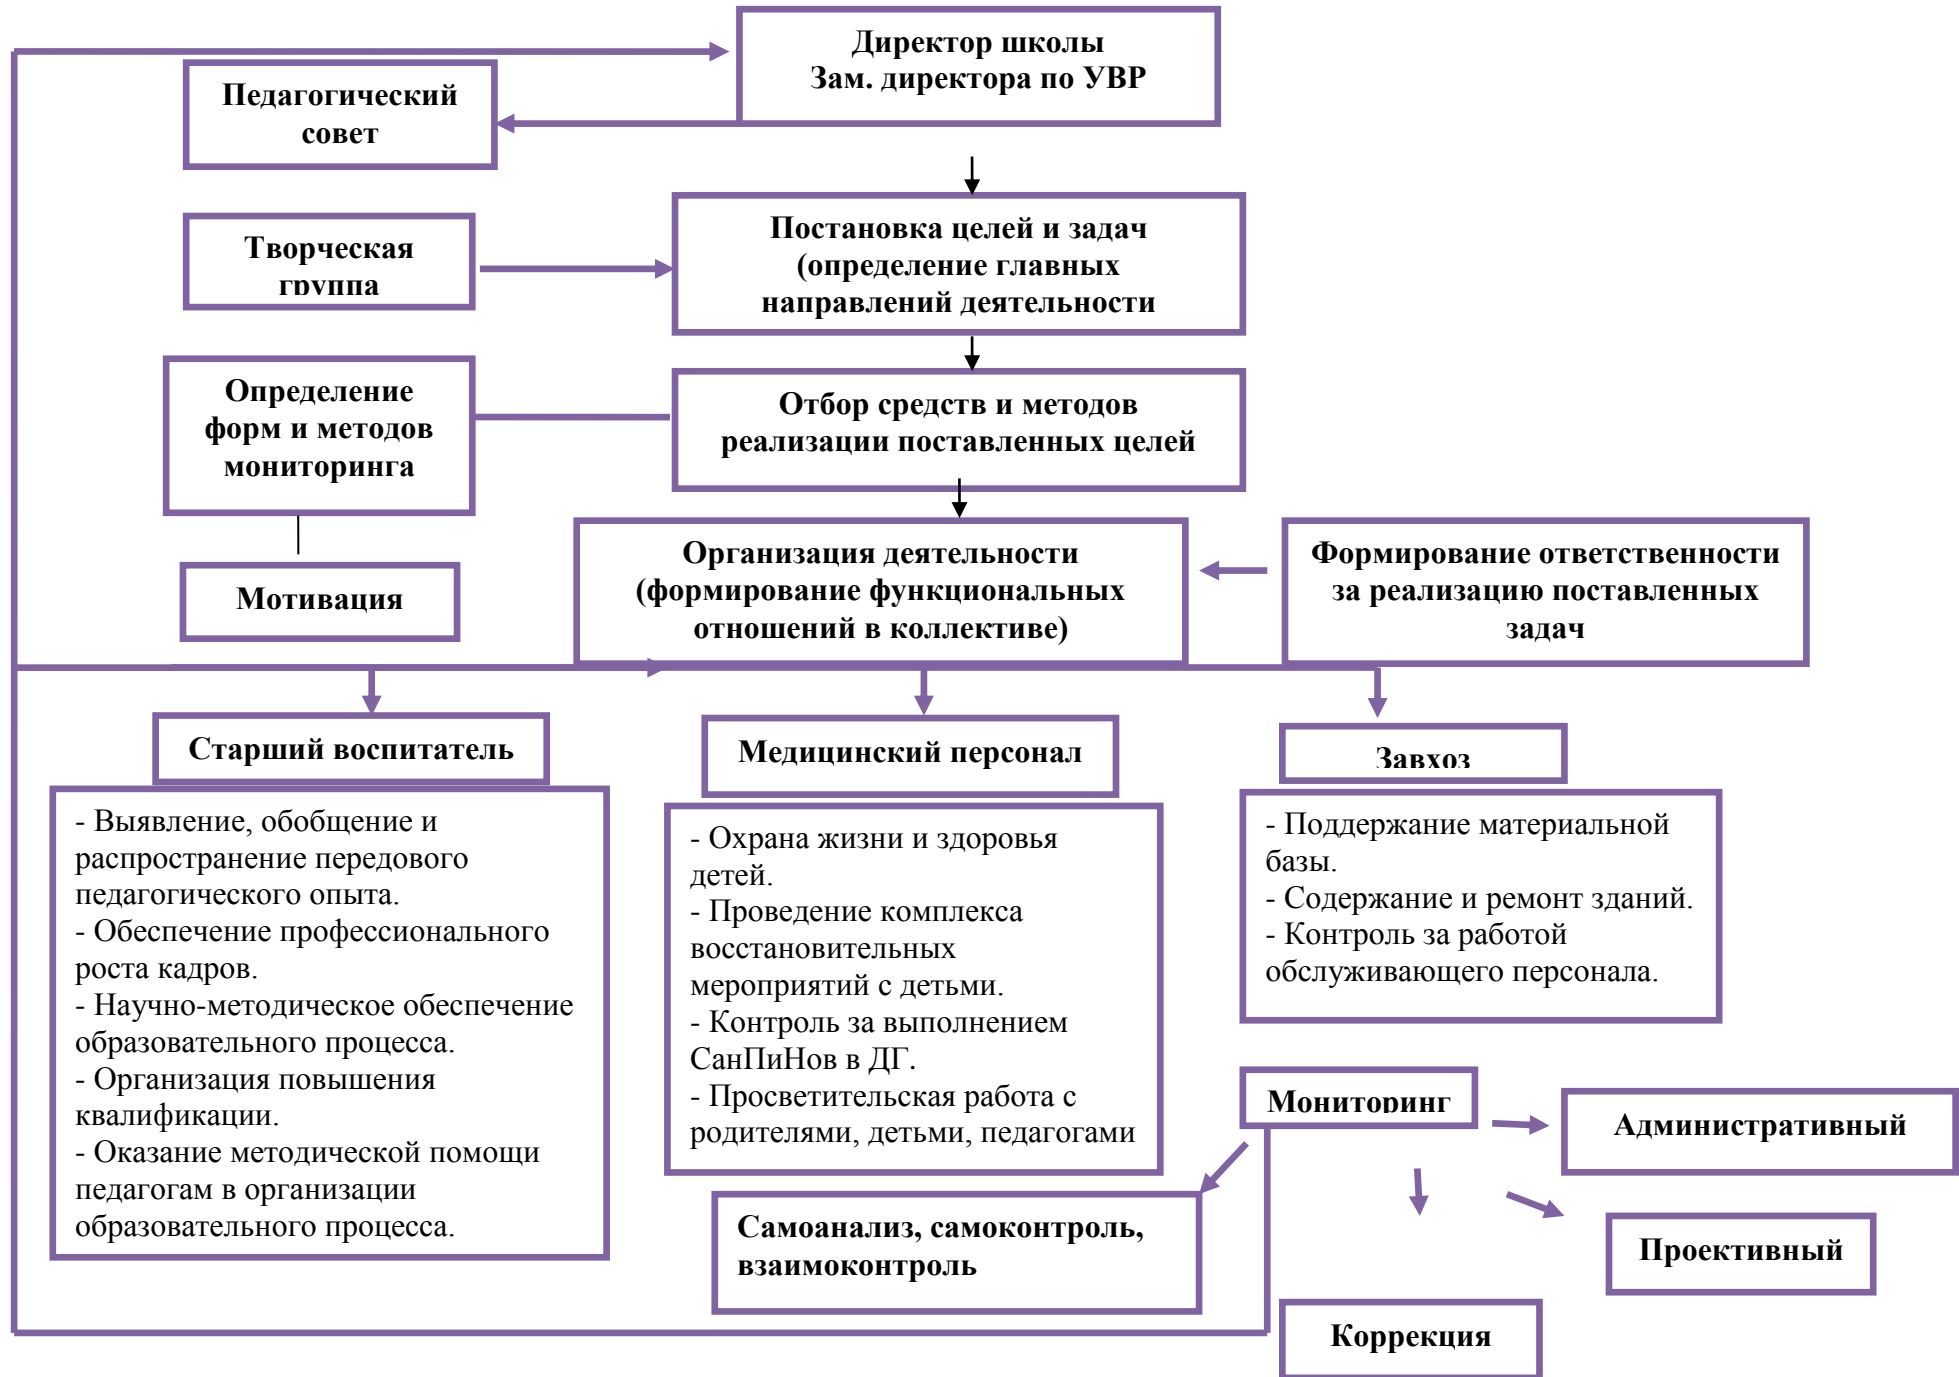 Директор школы
Зам. директора по УВР
Педагогический
совет
Творческая
группа
Постановка целей и задач
(определение главных
направлений деятельности
Определение
форм и методов
мониторинга
Отбор средств и методов
реализации поставленных целей
Мотивация
Организация деятельности
(формирование функциональных
отношений в коллективе)
Формирование ответственности
за реализацию поставленных
задач
Старший воспитатель
- Выявление, обобщение и
распространение передового
педагогического опыта.
- Обеспечение профессионального
роста кадров.
- Научно-методическое обеспечение
образовательного процесса.
- Организация повышения
квалификации.
- Оказание методической помощи
педагогам в организации
образовательного процесса.
Медицинский персонал
- Охрана жизни и здоровья
детей.
- Проведение комплекса
восстановительных
мероприятий с детьми.
- Контроль за выполнением
СанПиНов в ДГ.
- Просветительская работа с
родителями, детьми, педагогами
Завхоз
- Поддержание материальной
базы.
- Содержание и ремонт зданий.
- Контроль за работой
обслуживающего персонала.
Мониторинг
Административный
Самоанализ, самоконтроль,
взаимоконтроль
Проективный
Коррекция